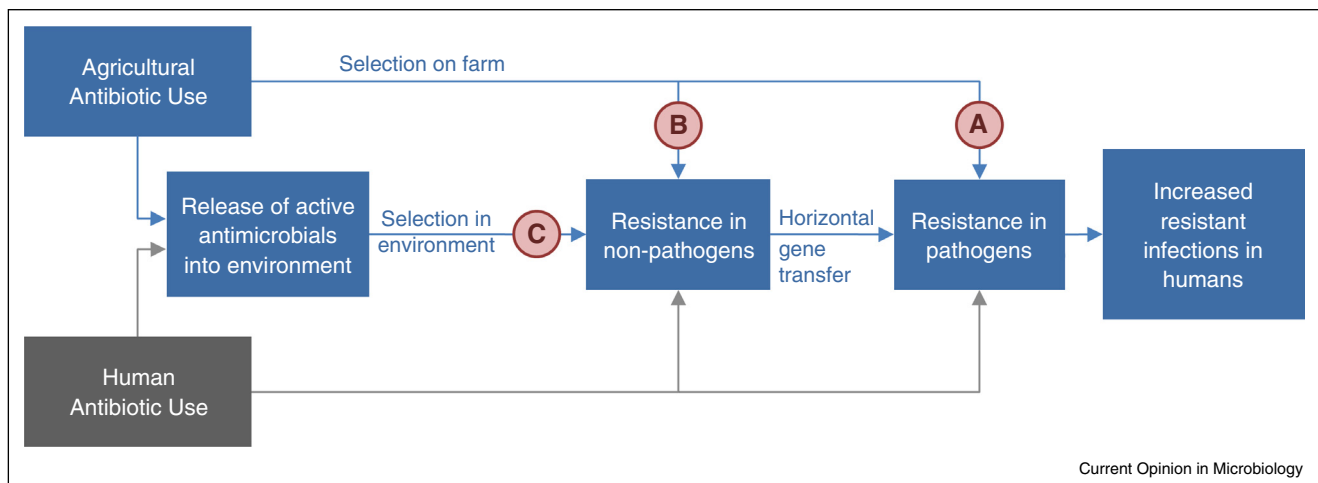 Agricultural
Antibiotic Use
Selection on farm
B
A
Release of active
antimicrobials
into environment
Selection in
environment
C
Resistance in
non-pathogens
Horizontal
gene
transfer
Resistance in
pathogens
Increased
resistant
infections in
humans
Human
Antibiotic Use
Current Opinion in Microbiology